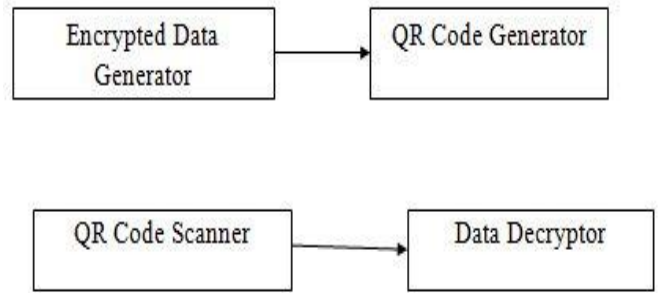 Encrypted Data
Generator
QR Code Generator
QR Code Scanner
Data Decryptor